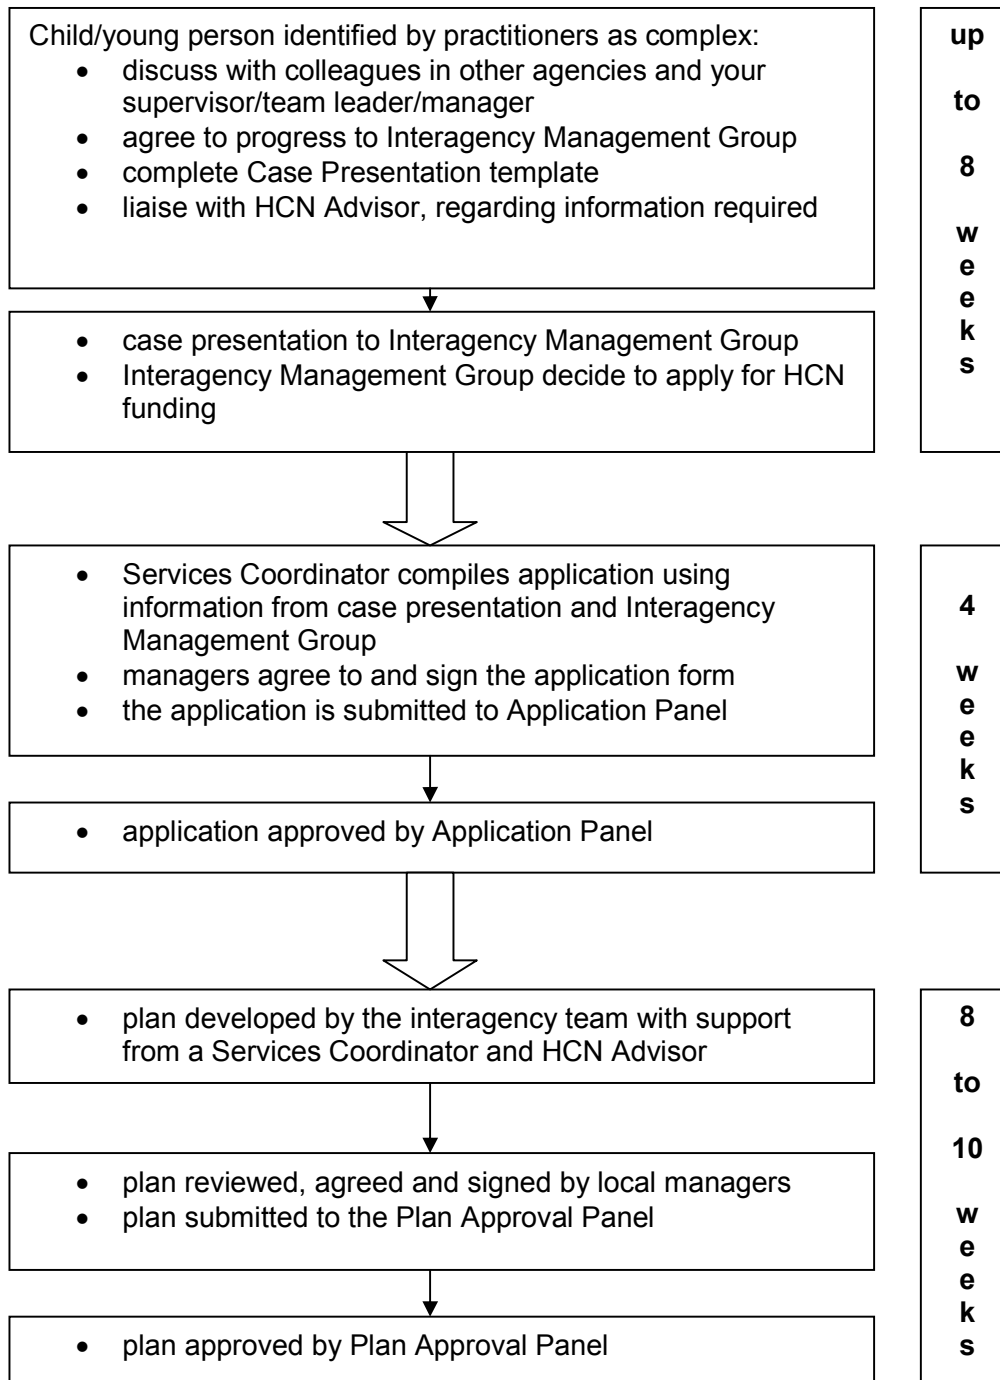 Child/young person identified by practitioners as complex:
• discuss with colleagues in other agencies and your
supervisor/team leader/manager
• agree to progress to Interagency Management Group
• complete Case Presentation template
• liaise with HCN Advisor, regarding information required
• case presentation to Interagency Management Group
• Interagency Management Group decide to apply for HCN
funding
up
to
8
w
e
e
k
s
• Services Coordinator compiles application using
information from case presentation and Interagency
Management Group
• managers agree to and sign the application form
• the application is submitted to Application Panel
• application approved by Application Panel
4
w
e
e
k
s
• plan developed by the interagency team with support
from a Services Coordinator and HCN Advisor
• plan reviewed, agreed and signed by local managers
• plan submitted to the Plan Approval Panel
• plan approved by Plan Approval Panel
8
to
10
w
e
e
k
s